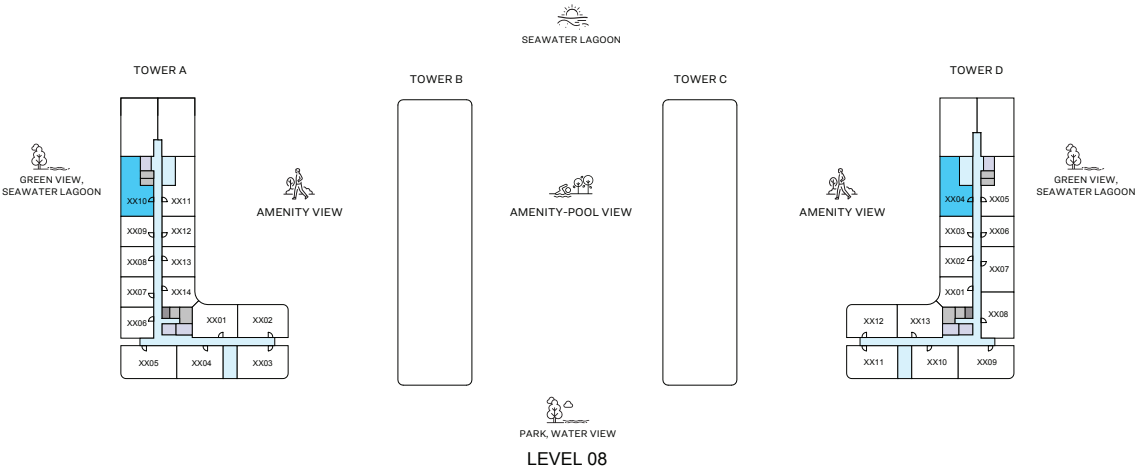 SEAWATER LAGOON
TOWER A
TOWER B
TOWER C
TOWER D
GREEN VIEW,
SEAWATER LAGOON
AMENITY VIEW
AMENITY-POOL VIEW
AMENITY VIEW
GREEN VIEW,
SEAWATER LAGOON
XX10
XX11
XX09
XX12
XX08
XX13
XX07
XX14
XX06
XX01
XX02
XX05
XX04
XX03
XX04
XX05
XX03
XX06
XX02
XX07
XX01
XX08
XX12
XX13
XX11
XX10
XX09
PARK, WATER VIEW
LEVEL 08